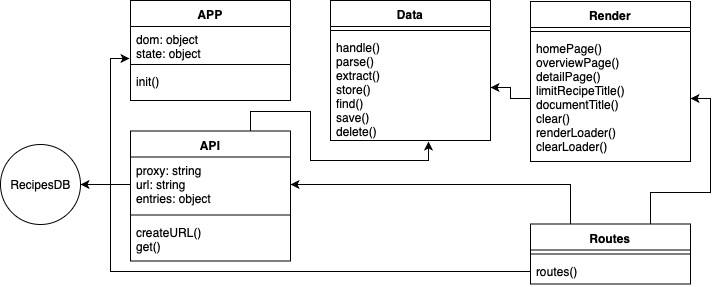 APP
dom: object
state: object
init()
Data
handle()
parse()
extract()
store()
find()
save()
delete()
Render
homePage()
overviewPage()
detailPage()
limitRecipeTitle()
documentTitle()
clear()
renderLoader()
clearLoader()
RecipesDB
API
proxy: string
url: string
entries: object
createURL()
get()
Routes
routes()